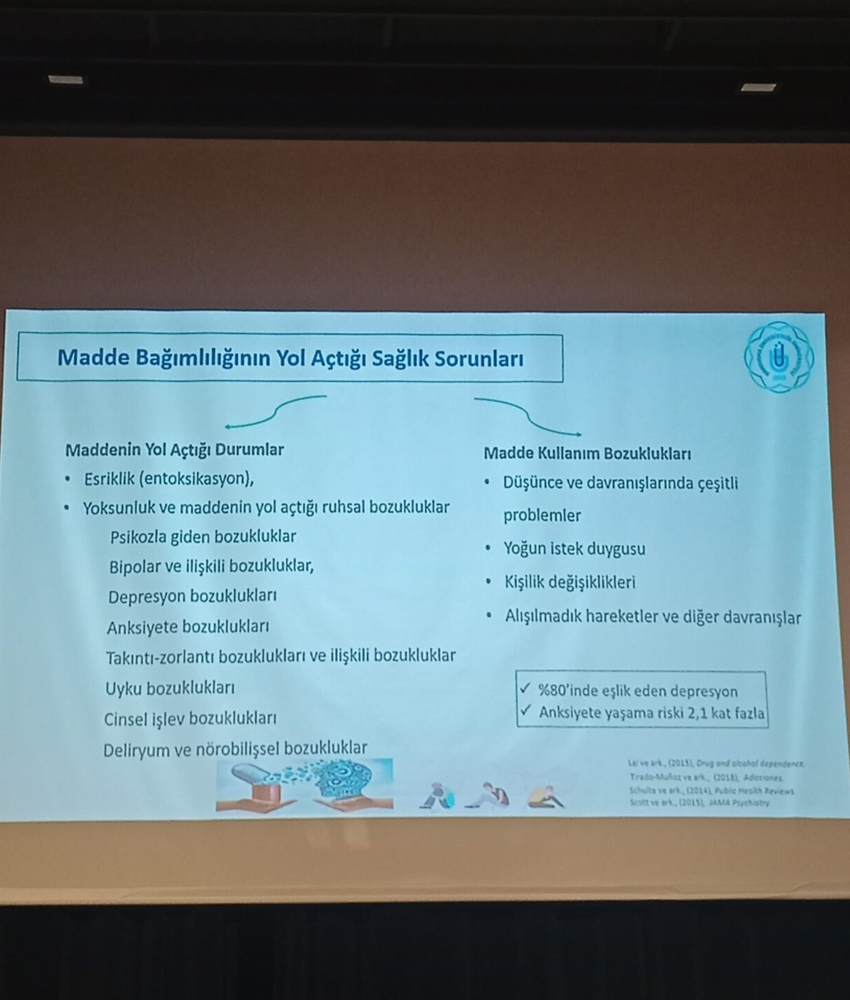 Madde Bağımlılığının Yol Açtığı Sağlık Sorunları
Maddenin Yol Açtığı Durumlar
• Esriklik (entoksikasyon),
• Yoksunluk ve maddenin yol açtığı ruhsal bozukluklar
Psikozla giden bozukluklar
Bipolar ve ilişkili bozukluklar,
Depresyon bozuklukları
Anksiyete bozuklukları
Takıntı-zorlantı bozuklukları ve ilişkili bozukluklar
Uyku bozuklukları
Cinsel işlev bozuklukları
Deliryum ve nörobilişsel bozukluklar
Madde Kullanım Bozuklukları
• Düşünce ve davranışlarında çeşitli
problemler
• Yoğun istek duygusu
• Kişilik değişiklikleri
• Alışılmadık hareketler ve diğer davranışlar
✓ %80'inde eşlik eden depresyon
✓ Anksiyete yaşama riski 2,1 kat fazla
Lai ve ark., (2015), Drug and alcohol dependence.
Tirado-Muñoz ve ark., (2018), Adicciones.
Schulte ve ark., (2014), Public Health Reviews.
Scott ve ark., (2015), JAMA Psychiatry.